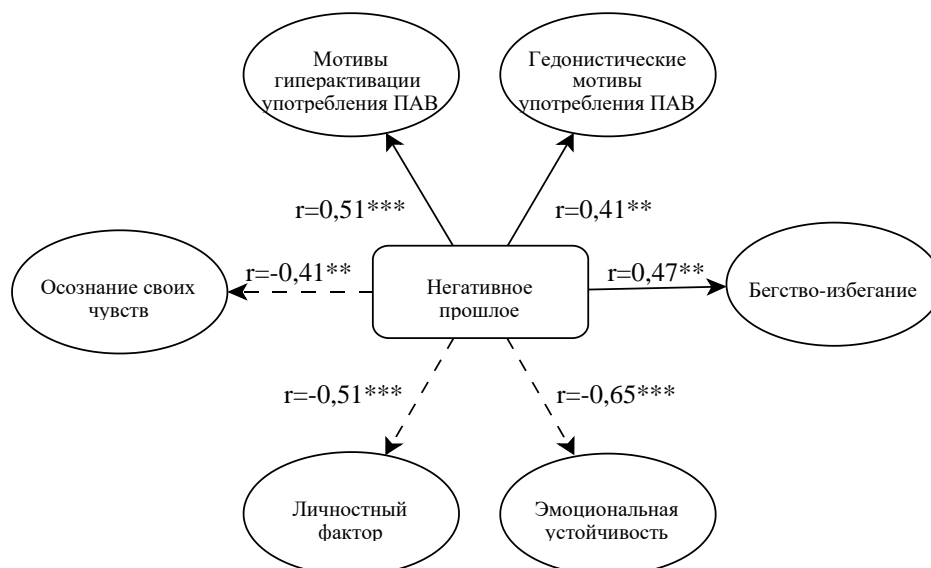 Мотивы
гиперактивации
употребления ПАВ
Гедонистические
мотивы
употребления ПАВ
r=0,51***
r=0,41**
Осознание своих
чувств
r=-0,41**
Негативное
прошлое
r=0,47**
Бегство-избегание
r=-0,51***
r=-0,65***
Личностный
фактор
Эмоциональная
устойчивость